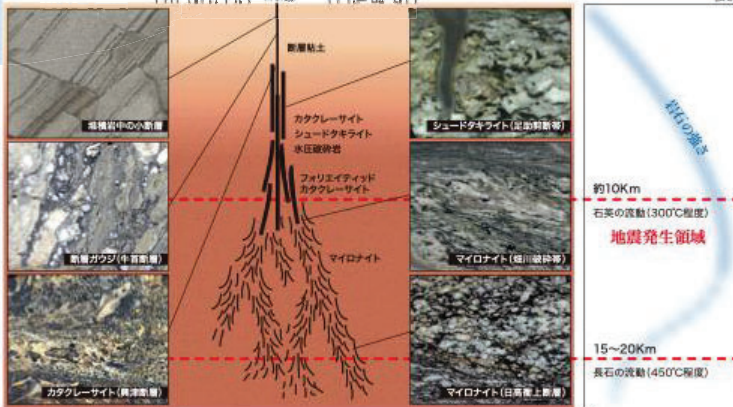 断層粘土
カタクレーサイト
シュードタキライト
水圧破砕岩
フォリエイティッド
カタクレーサイト
マイロナイト
堆積岩中の小断層
断層ガウジ(牛首断層)
カタクレーサイト(興津断層)
シュードタキライト(足助剪断帯)
マイロナイト(畑川破砕帯)
マイロナイト(日高衝上断層)
岩石の強さ
約10Km
石英の流動(300℃程度)
地震発生領域
15～20Km
長石の流動(450℃程度)